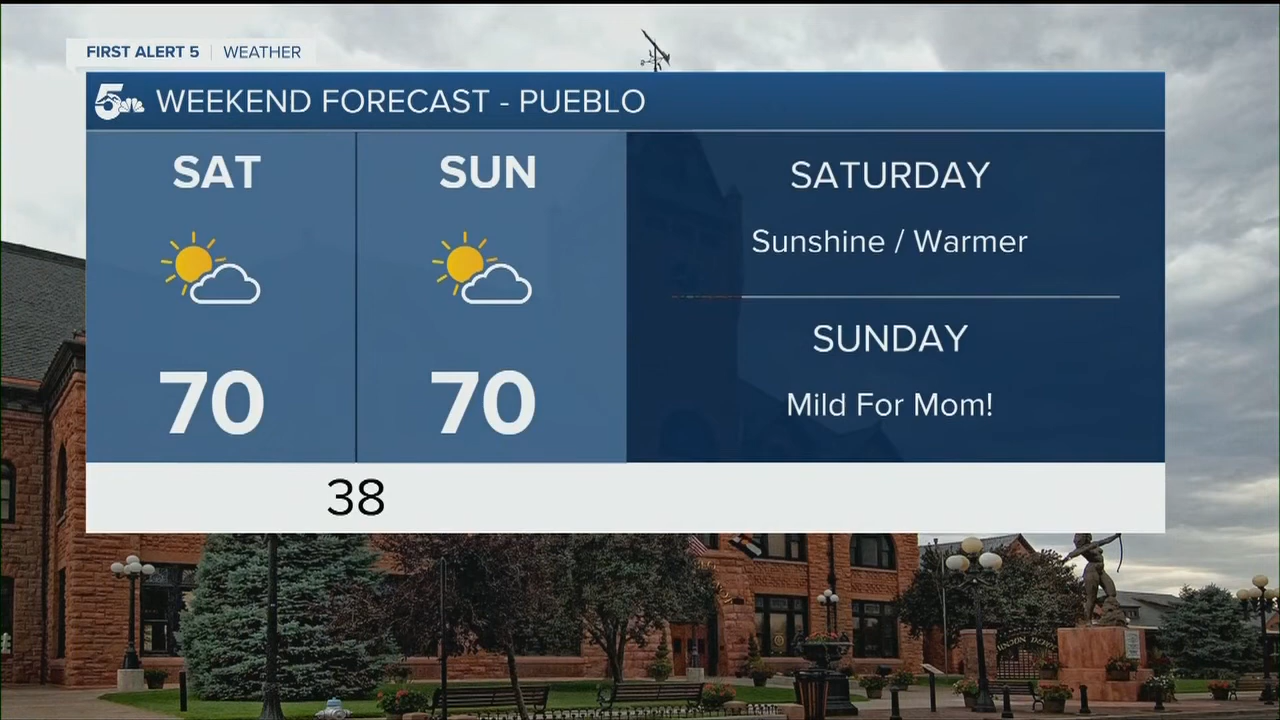 FIRST ALERT 5 | WEATHER
5 WEEKEND FORECAST - PUEBLO
SAT
SUN
70
70
SATURDAY
Sunshine / Warmer
SUNDAY
Mild For Mom!
38